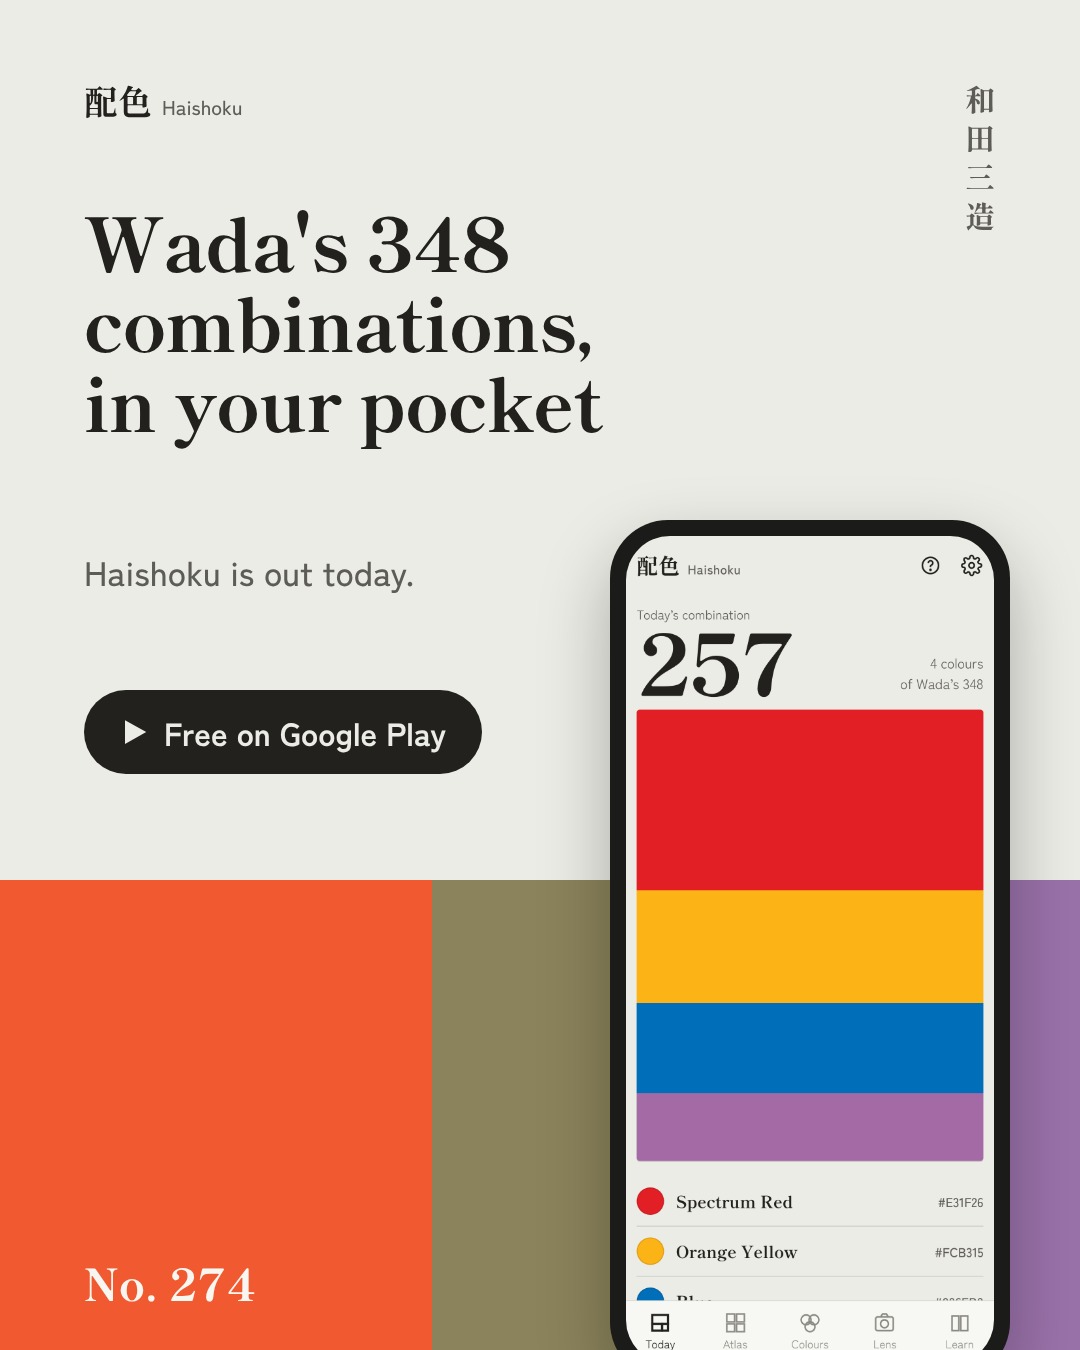 配色 Haishoku
和田三造
Wada's 348
combinations,
in your pocket
Haishoku is out today.
Free on Google Play
配色 Haishoku
Today's combination
257
4 colours
of Wada's 348
Spectrum Red #E31F26
Orange Yellow #FCB315
Today Atlas Colours Lens Learn
No. 274